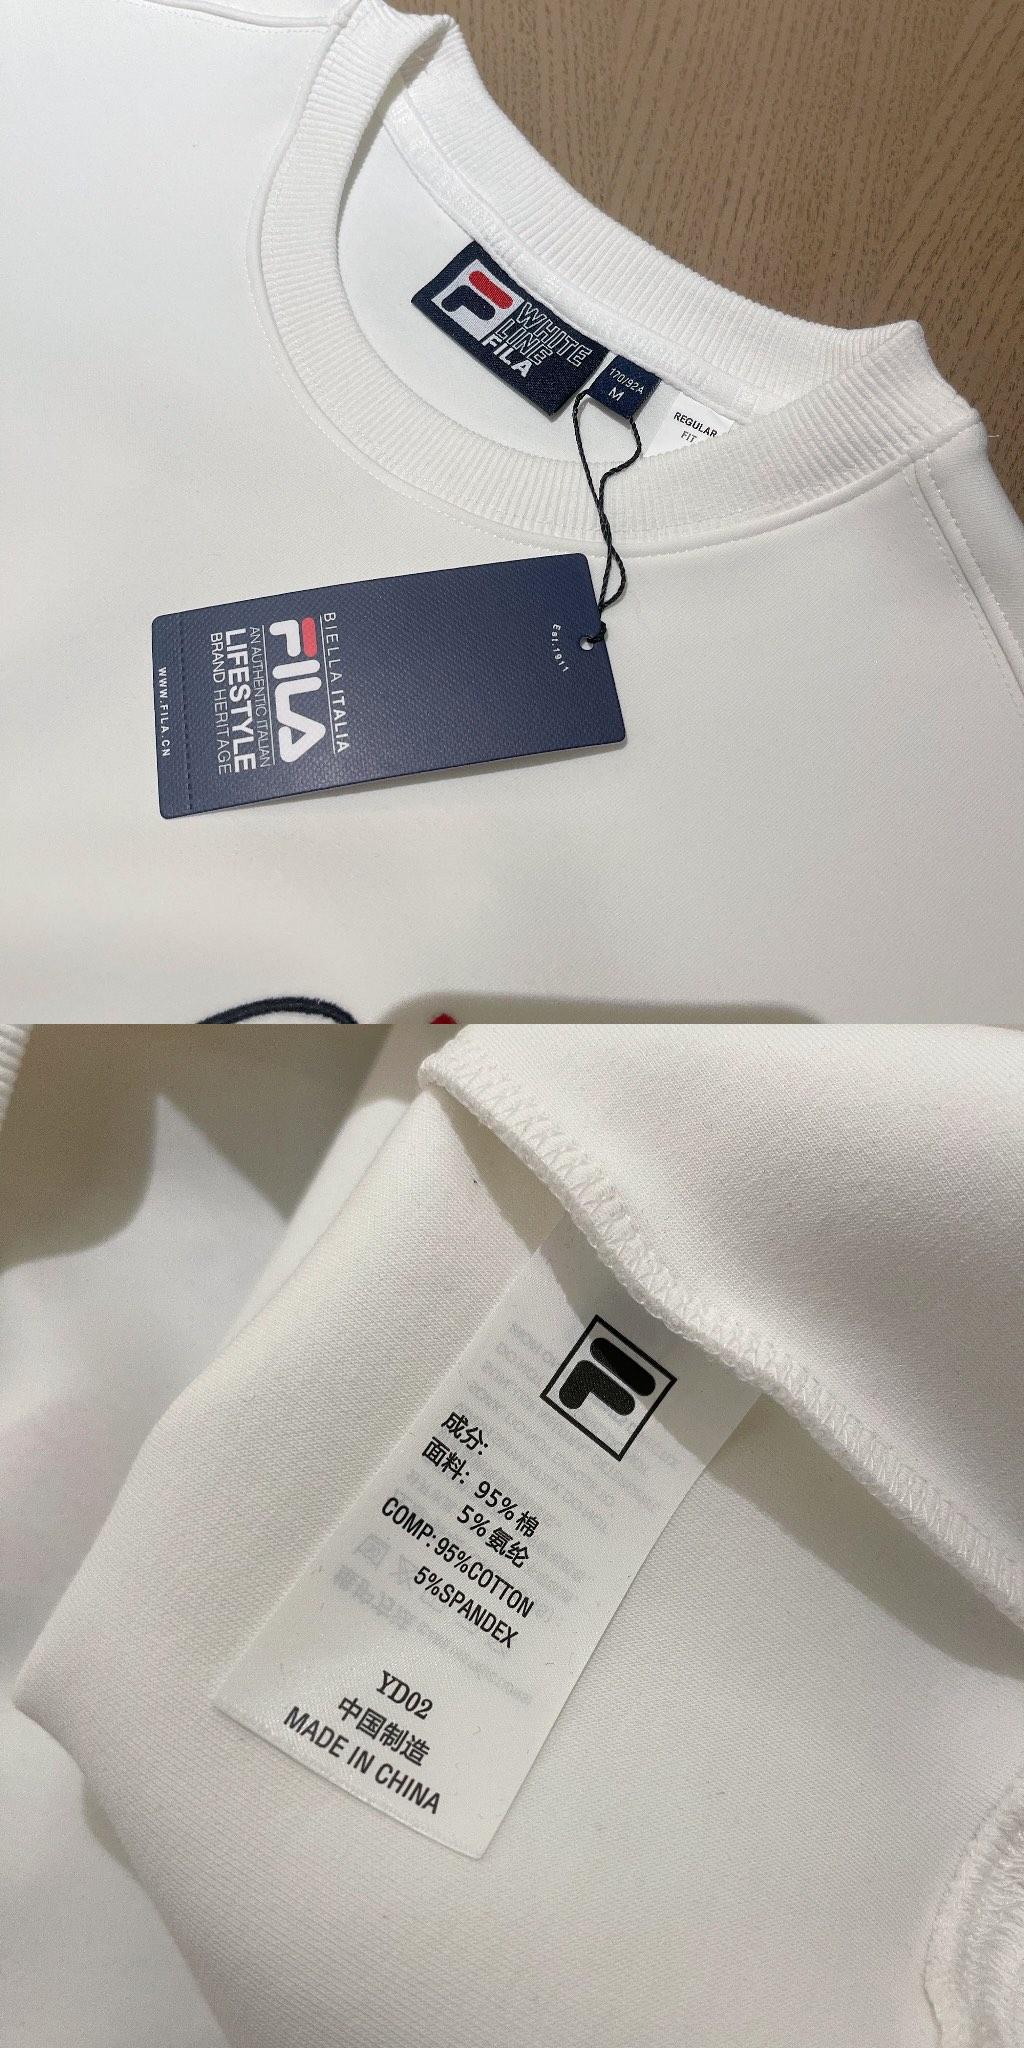 WHITE
LINE
FILA
170/92A
M
REGULAR
FIT
Est.1911
BIELLA ITALIA
FILA
AN AUTHENTIC ITALIAN
LIFESTYLE
BRAND HERITAGE
WWW.FILA.CN
成分:
面料: 95%棉
5%氨纶
COMP:95%COTTON
5%SPANDEX
YD02
中国制造
MADE IN CHINA